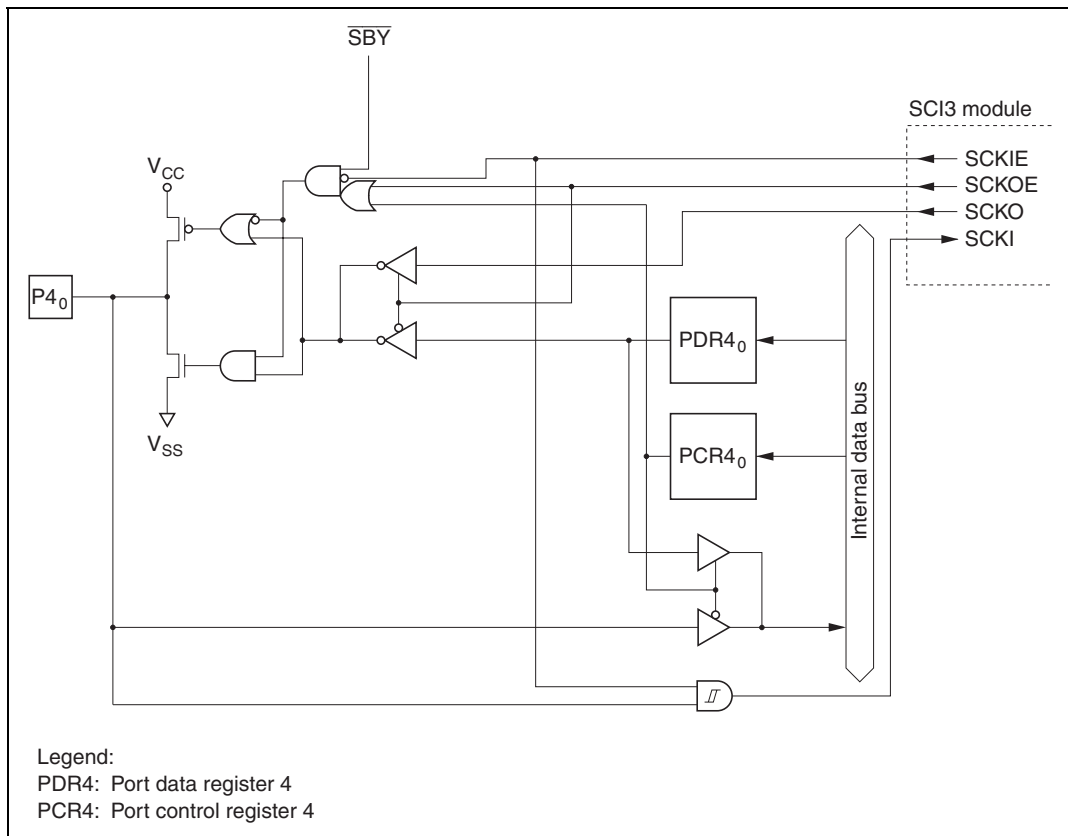 SBY
SCI3 module
SCKIE
SCKOE
SCKO
SCKI
VCC
P40
PDR40
PCR40
VSS
Internal data bus
Legend:
PDR4: Port data register 4
PCR4: Port control register 4